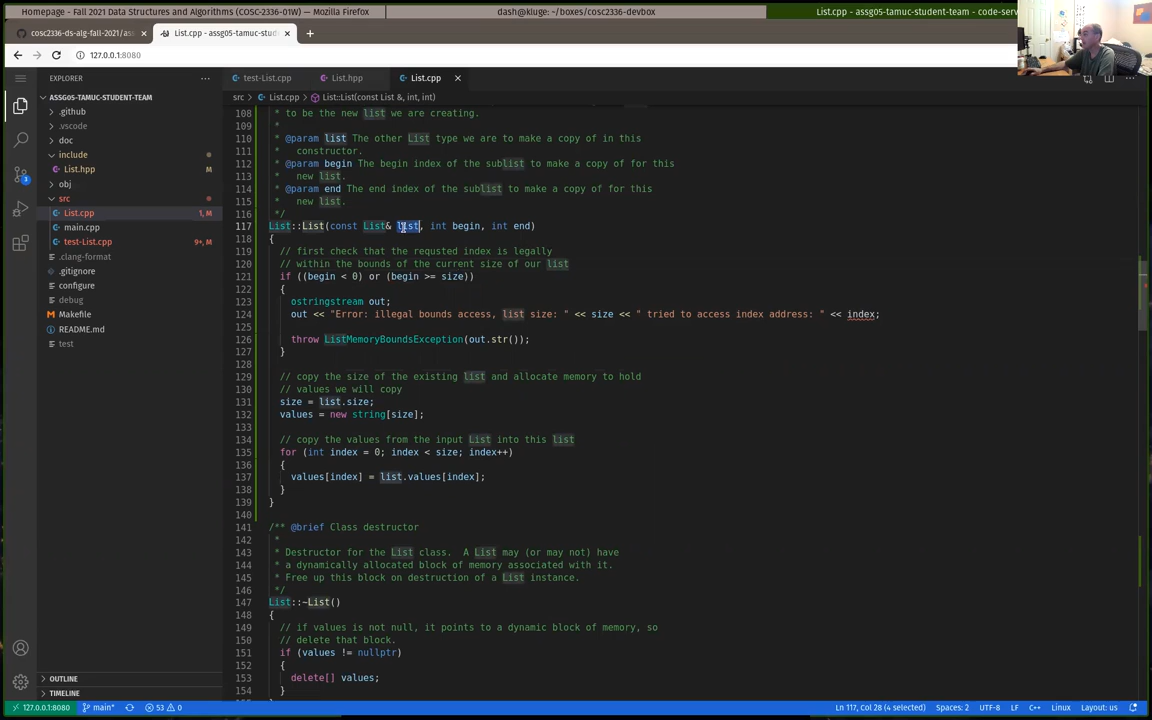 Homepage - Fall 2021 Data Structures and Algorithms (COSC-2336-01W) — Mozilla Firefox
dash@kluge:~/boxes/cosc2336-devbox
List.cpp - assg05-tamuc-student-team - code-serv
cosc2336-ds-alg-fall-2021/ass
List.cpp - assg05-tamuc-stud
127.0.0.1:8080
EXPLORER
test-List.cpp
List.hpp
List.cpp
src > List.cpp > List::List(const List &, int, int)
ASSG05-TAMUC-STUDENT-TEAM
.github
.vscode
doc
include
List.hpp M
obj
src
List.cpp 1, M
main.cpp
test-List.cpp 9+, M
.clang-format
.gitignore
configure
debug
Makefile
README.md
test
OUTLINE
TIMELINE
108 * to be the new list we are creating.
109 *
110 * @param list The other List type we are to make a copy of in this
111 *   constructor.
112 * @param begin The begin index of the sublist to make a copy of for this
113 *   new list.
114 * @param end The end index of the sublist to make a copy of for this
115 *   new list.
116 */
117 List::List(const List& list, int begin, int end)
118 {
119 // first check that the requsted index is legally
120 // within the bounds of the current size of our list
121 if ((begin < 0) or (begin >= size))
122 {
123 ostringstream out;
124 out << "Error: illegal bounds access, list size: " << size << " tried to access index address: " << index;
125
126 throw ListMemoryBoundsException(out.str());
127 }
128
129 // copy the size of the existing list and allocate memory to hold
130 // values we will copy
131 size = list.size;
132 values = new string[size];
133
134 // copy the values from the input List into this list
135 for (int index = 0; index < size; index++)
136 {
137 values[index] = list.values[index];
138 }
139 }
140
141 /** @brief Class destructor
142 *
143 * Destructor for the List class.  A List may (or may not) have
144 * a dynamically allocated block of memory associated with it.
145 * Free up this block on destruction of a List instance.
146 */
147 List::~List()
148 {
149 // if values is not null, it points to a dynamic block of memory, so
150 // delete that block.
151 if (values != nullptr)
152 {
153 delete[] values;
154 }
127.0.0.1:8080 main* 53 0 Ln 117, Col 28 (4 selected) Spaces: 2 UTF-8 LF C++ Linux Layout: us